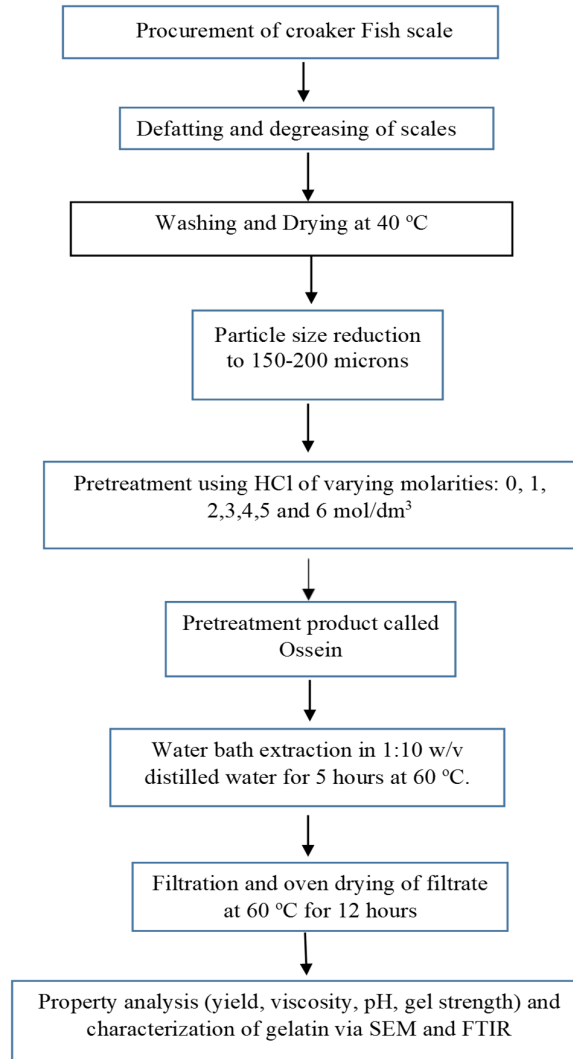 Procurement of croaker Fish scale
Defatting and degreasing of scales
Washing and Drying at 40 ºC
Particle size reduction
to 150-200 microns
Pretreatment using HCl of varying molarities: 0, 1,
2,3,4,5 and 6 mol/dm³
Pretreatment product called
Ossein
Water bath extraction in 1:10 w/v
distilled water for 5 hours at 60 ºC.
Filtration and oven drying of filtrate
at 60 ºC for 12 hours
Property analysis (yield, viscosity, pH, gel strength) and
characterization of gelatin via SEM and FTIR